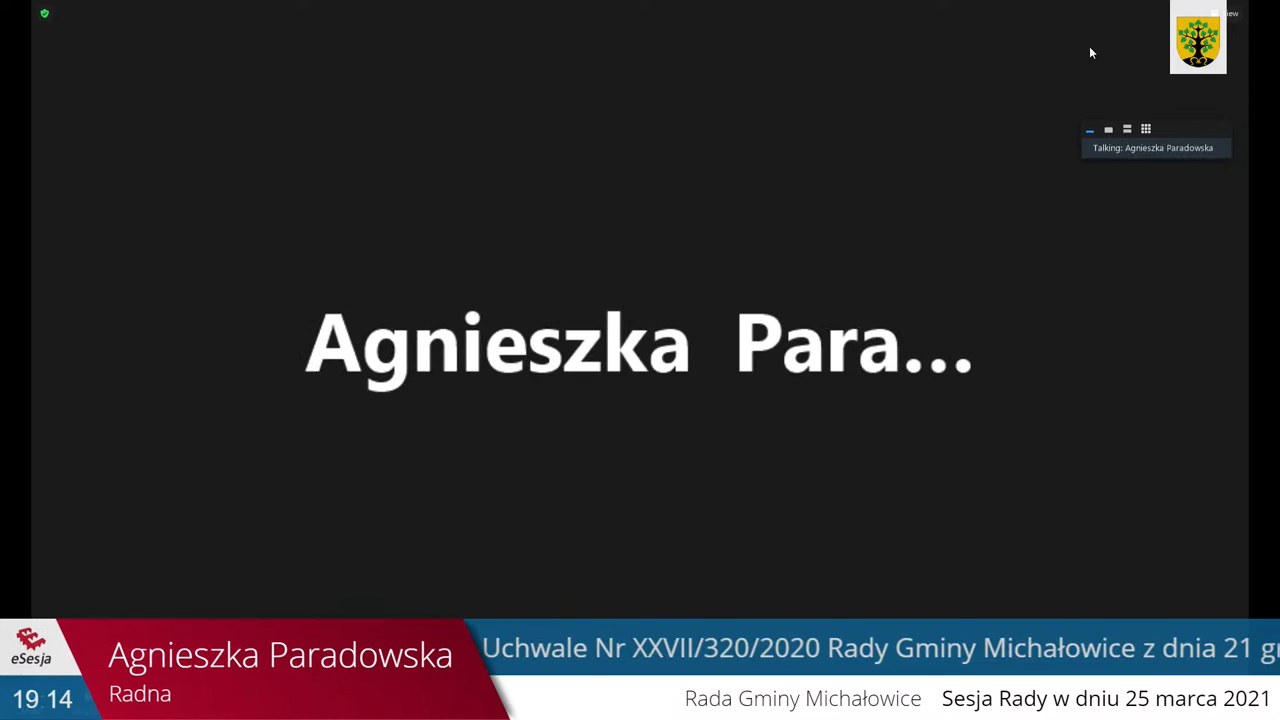 View
Talking: Agnieszka Paradowska
Agnieszka Para...
eSesja
Agnieszka Paradowska
Radna
Uchwale Nr XXVII/320/2020 Rady Gminy Michałowice z dnia 21 g
19 14
Rada Gminy Michałowice Sesja Rady w dniu 25 marca 2021